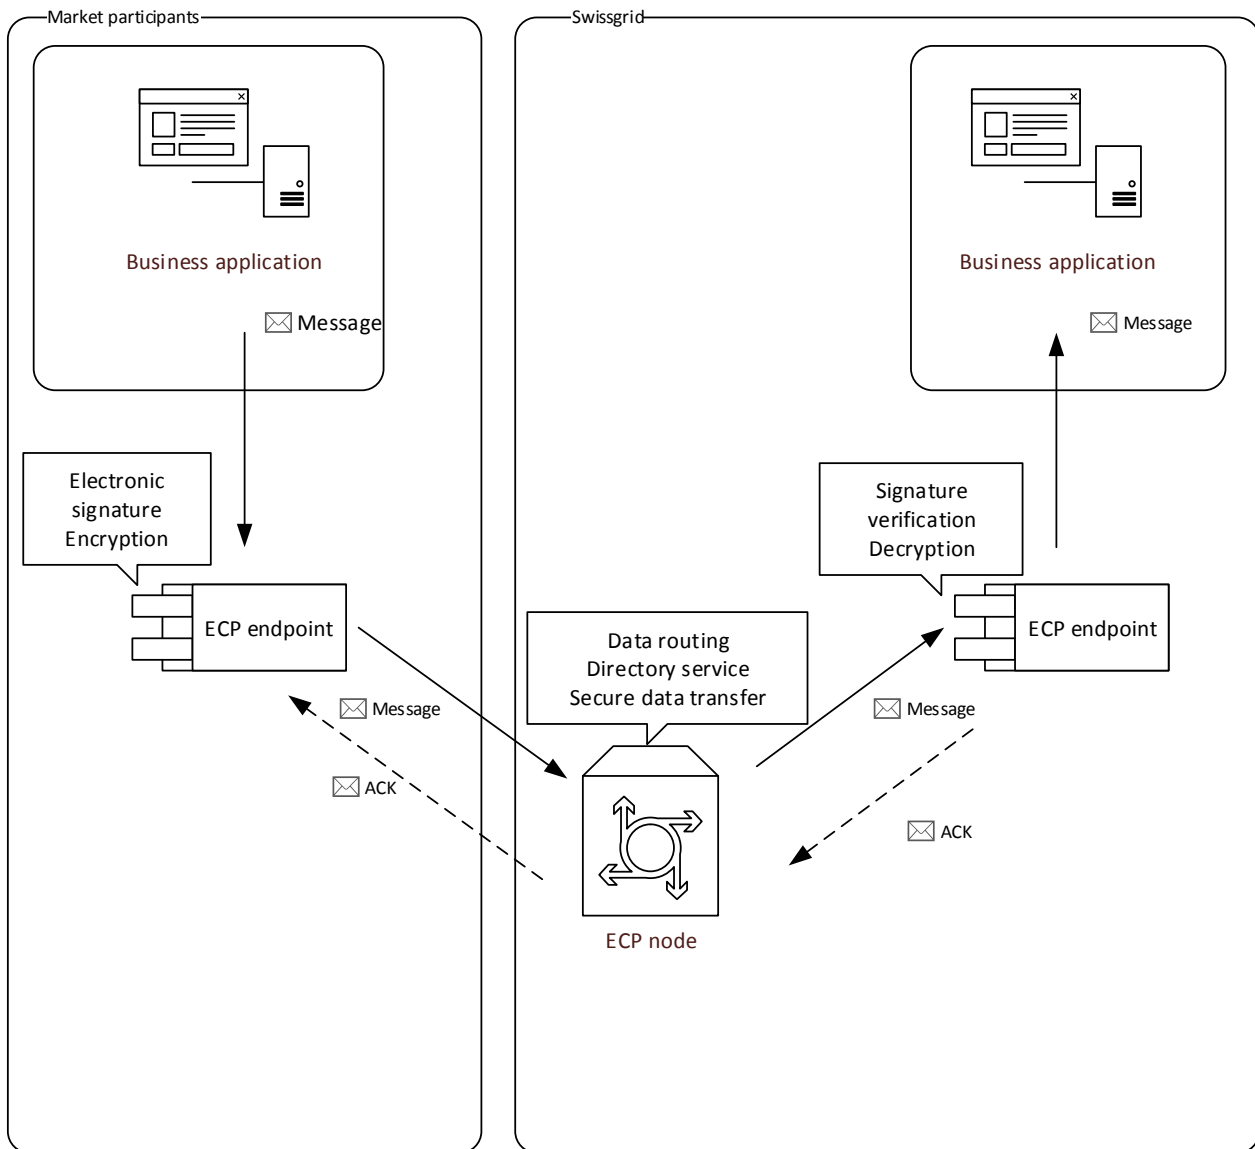 Market participants
Swissgrid
Business application
Message
Business application
Message
Electronic
signature
Encryption
Signature
verification
Decryption
ECP endpoint
ECP endpoint
Data routing
Directory service
Secure data transfer
Message
Message
ACK
ACK
ECP node